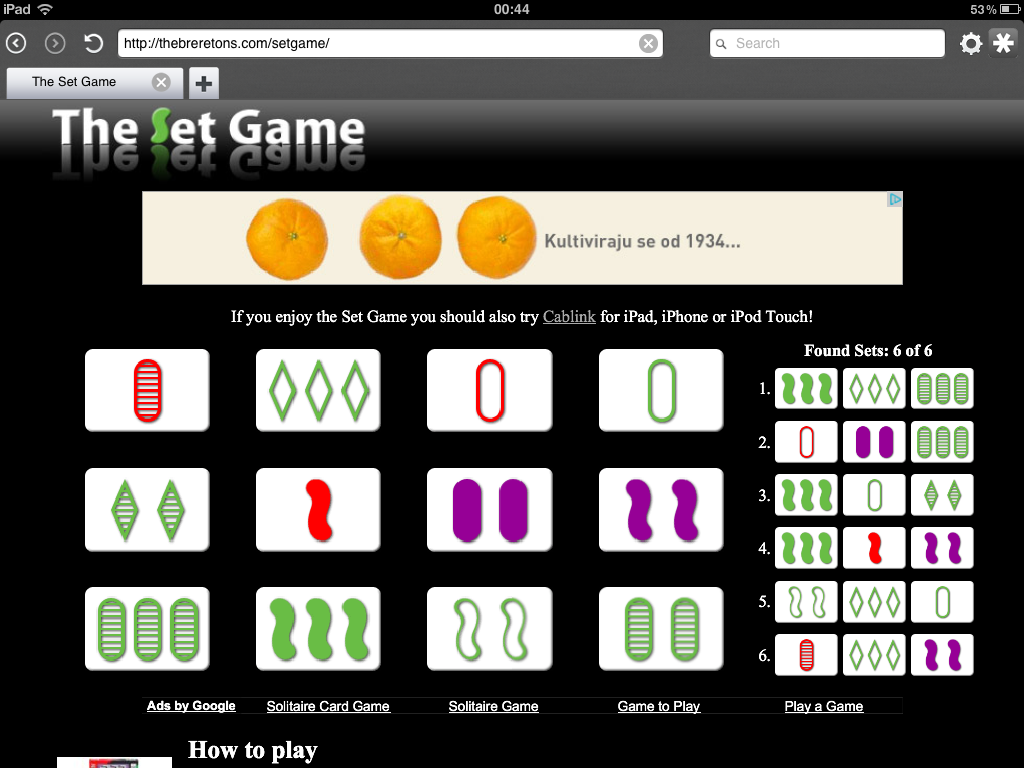 iPad 00:44 53%
http://thebreretons.com/setgame/ Search
The Set Game
The Set Game
Kultiviraju se od 1934...
If you enjoy the Set Game you should also try Cablink for iPad, iPhone or iPod Touch!
Found Sets: 6 of 6
1.
2.
3.
4.
5.
6.
Ads by Google Solitaire Card Game Solitaire Game Game to Play Play a Game
How to play